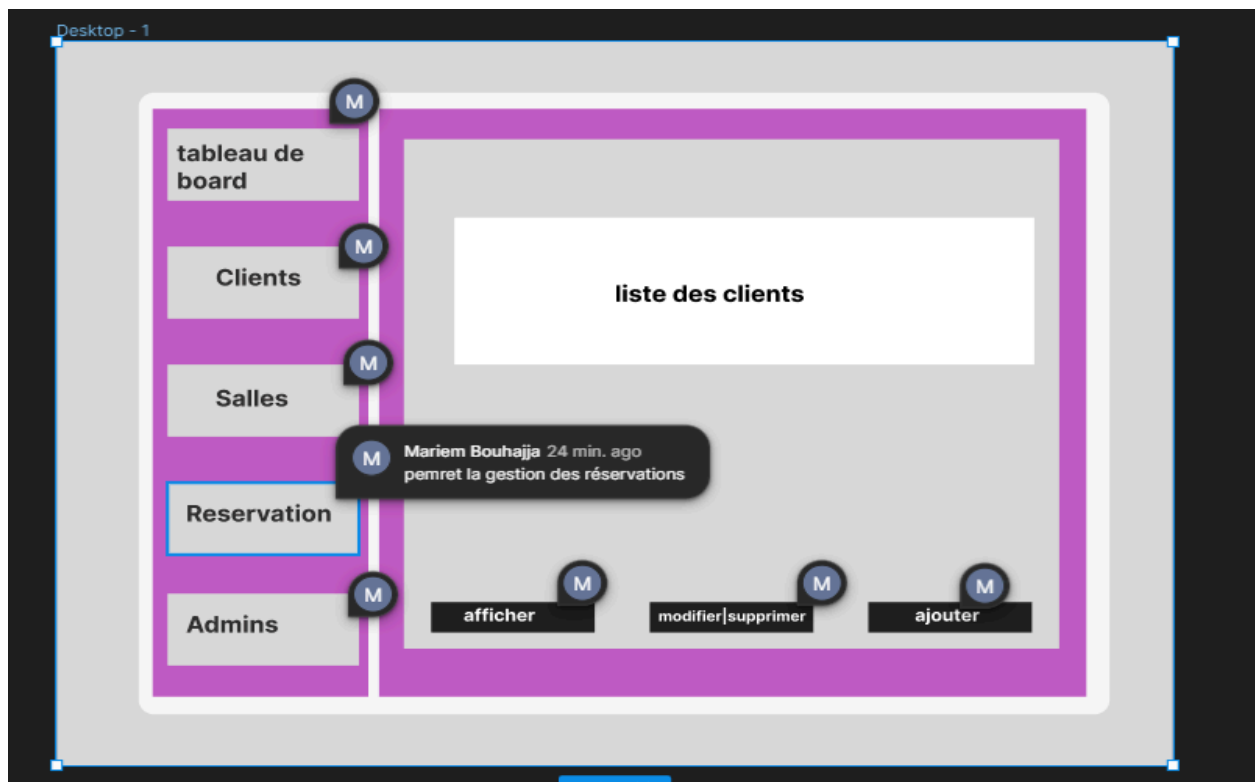 Desktop - 1
M
tableau de
board
M
Clients
liste des clients
M
Salles
M
Mariem Bouhajja 24 min. ago
pemret la gestion des réservations
Reservation
M
Admins
M
afficher
M
modifier|supprimer
M
ajouter